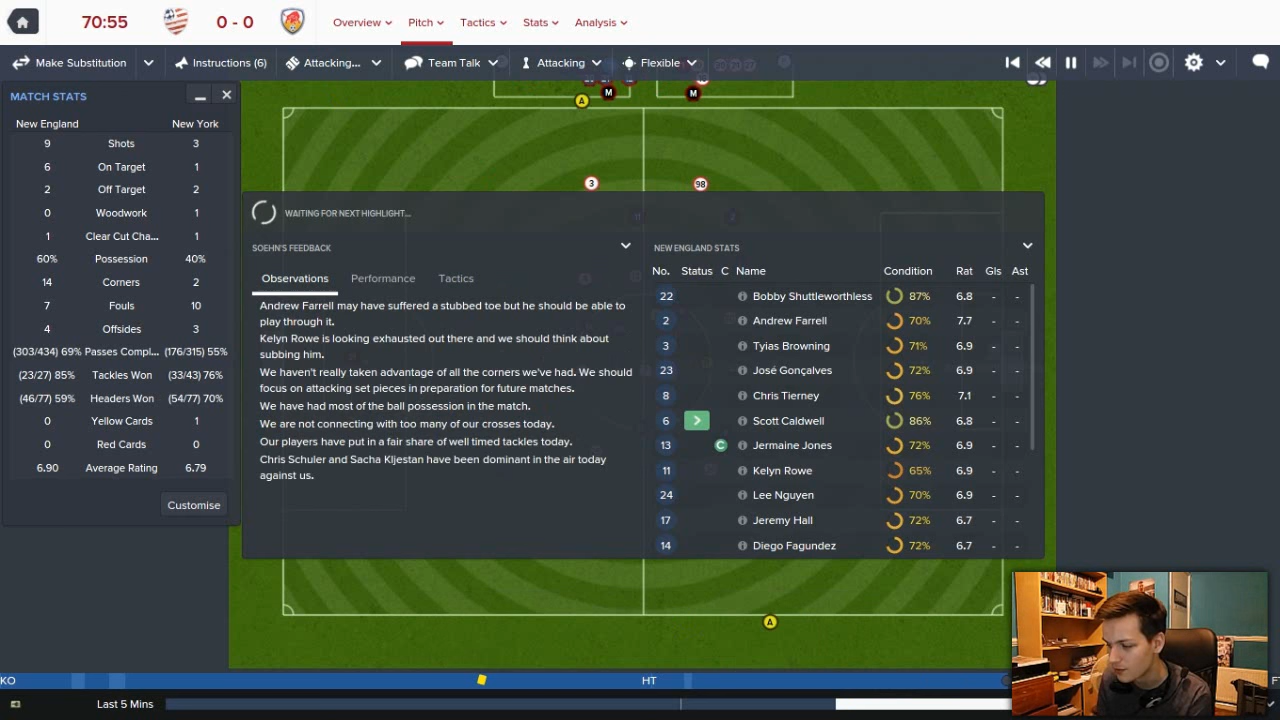 70:55
0 - 0
Overview
Pitch
Tactics
Stats
Analysis
Make Substitution
Instructions (6)
Attacking...
Team Talk
Attacking
Flexible
MATCH STATS
New England New York
9 Shots 3
6 On Target 1
2 Off Target 2
0 Woodwork 1
1 Clear Cut Cha... 1
60% Possession 40%
14 Corners 2
7 Fouls 10
4 Offsides 3
(303/434) 69% Passes Compl... (176/315) 55%
(23/27) 85% Tackles Won (33/43) 76%
(46/77) 59% Headers Won (54/77) 70%
0 Yellow Cards 1
0 Red Cards 0
6.90 Average Rating 6.79
Customise
M
M
A
3
98
WAITING FOR NEXT HIGHLIGHT...
SOEHN'S FEEDBACK
Observations Performance Tactics
Andrew Farrell may have suffered a stubbed toe but he should be able to
play through it.
Kelyn Rowe is looking exhausted out there and we should think about
subbing him.
We haven't really taken advantage of all the corners we've had. We should
focus on attacking set pieces in preparation for future matches.
We have had most of the ball possession in the match.
We are not connecting with too many of our crosses today.
Our players have put in a fair share of well timed tackles today.
Chris Schuler and Sacha Kljestan have been dominant in the air today
against us.
NEW ENGLAND STATS
No. Status C Name Condition Rat Gls Ast
22 Bobby Shuttleworthless 87% 6.8 - -
2 Andrew Farrell 70% 7.7 - -
3 Tyias Browning 71% 6.9 - -
23 José Gonçalves 72% 6.9 - -
8 Chris Tierney 76% 7.1 - -
6 Scott Caldwell 86% 6.9 - -
13 C Jermaine Jones 72% 6.9 - -
11 Kelyn Rowe 65% 6.9 - -
24 Lee Nguyen 70% 6.9 - -
17 Jeremy Hall 72% 6.7 - -
14 Diego Fagundez 72% 6.7 - -
A
KO
HT
Last 5 Mins